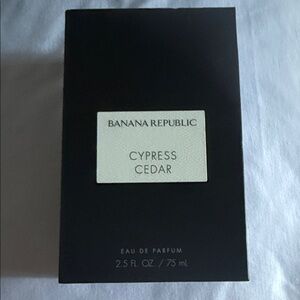 BANANA REPUBLIC
CYPRESS
CEDAR
EAU DE PARFUM
2.5 FL. OZ. / 75 mL